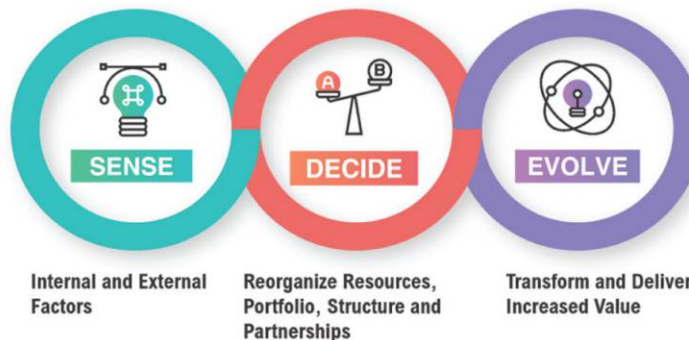 A
B
SENSE
DECIDE
EVOLVE
Internal and External
Factors
Reorganize Resources,
Portfolio, Structure and
Partnerships
Transform and Deliver
Increased Value